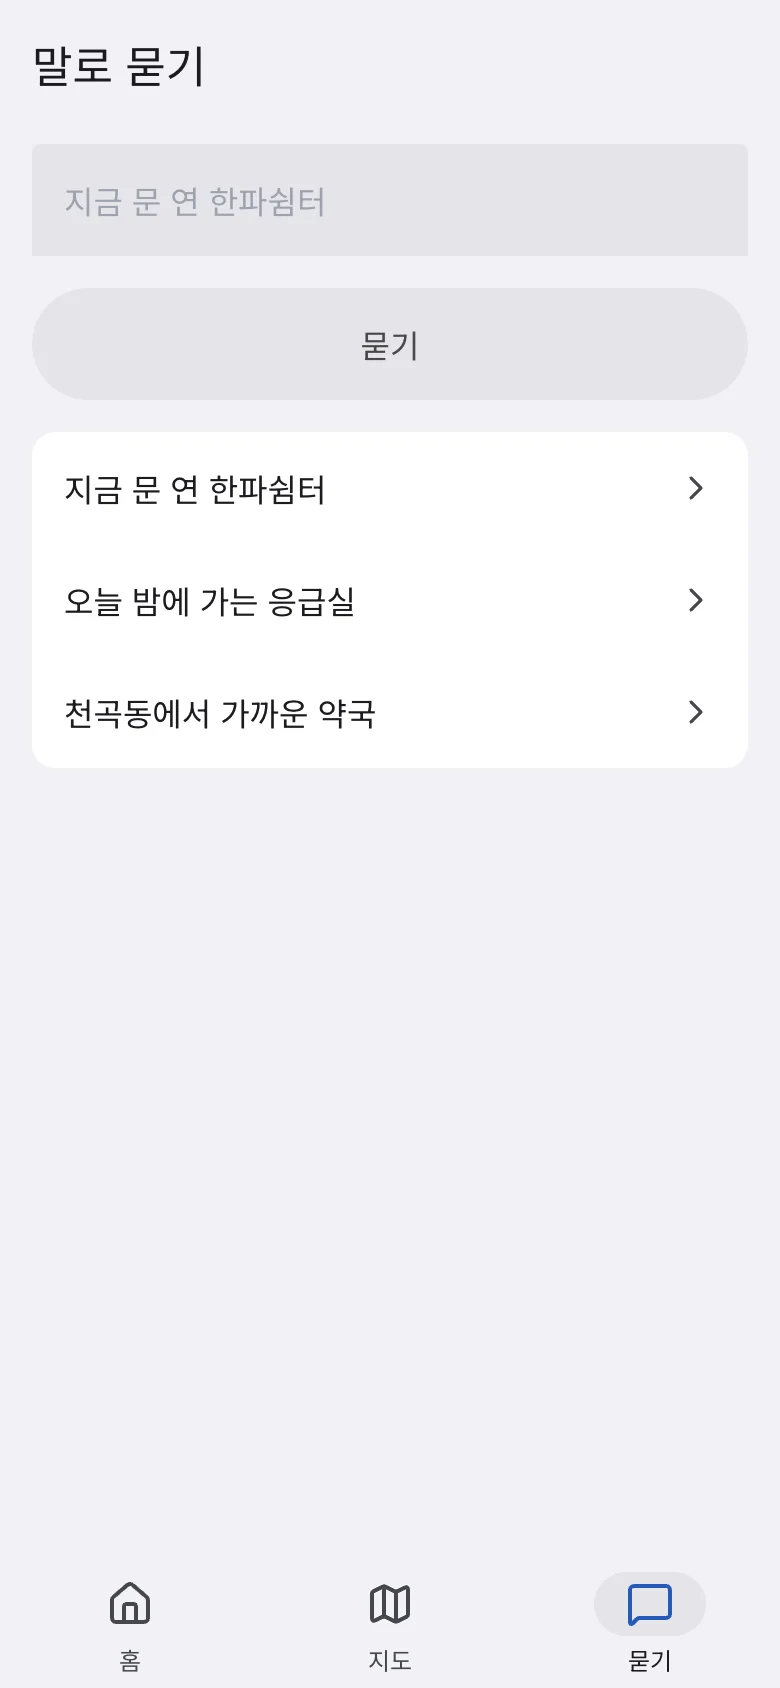 말로 묻기
지금 문 연 한파쉼터
묻기
지금 문 연 한파쉼터
오늘 밤에 가는 응급실
천곡동에서 가까운 약국
홈
지도
묻기